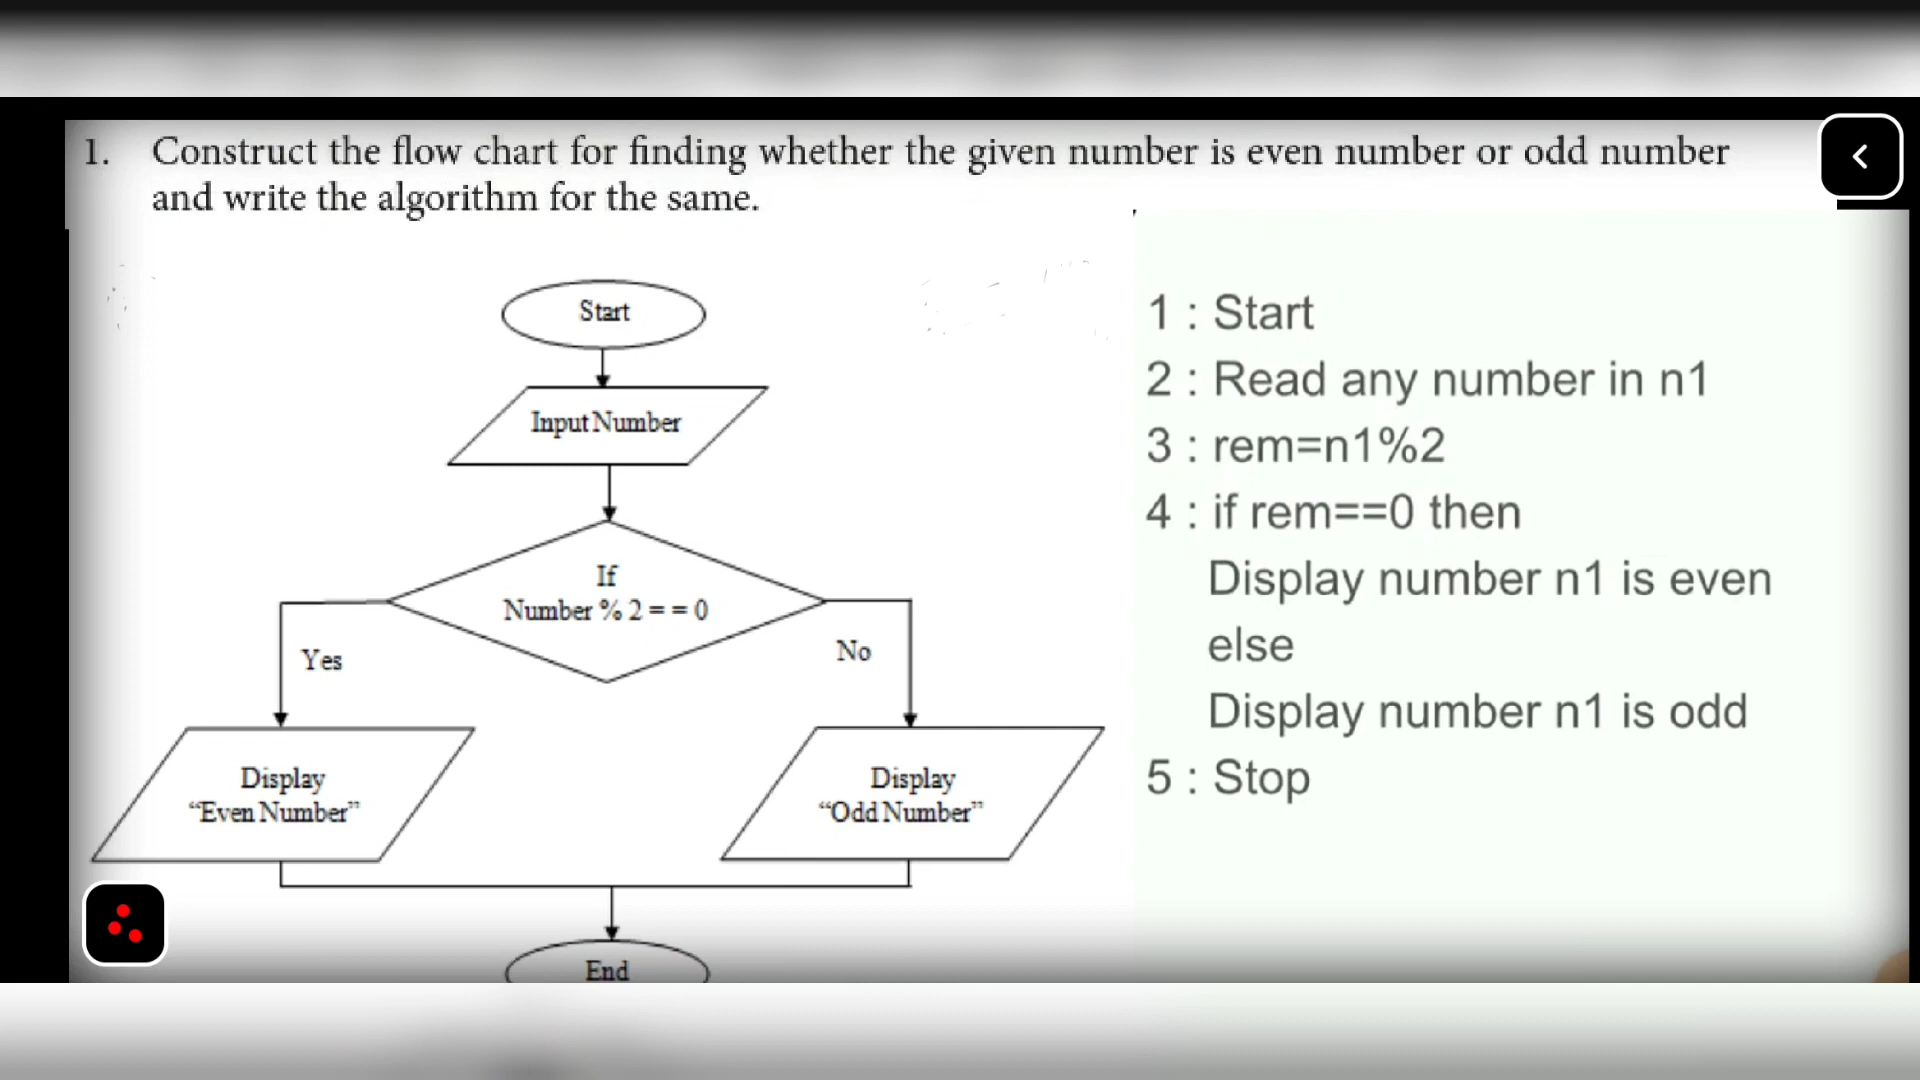 1. Construct the flow chart for finding whether the given number is even number or odd number
and write the algorithm for the same.
Start
Input Number
If
Number % 2 = = 0
Yes
No
Display
“Even Number”
Display
“Odd Number”
End
1 : Start
2 : Read any number in n1
3 : rem=n1%2
4 : if rem==0 then
Display number n1 is even
else
Display number n1 is odd
5 : Stop